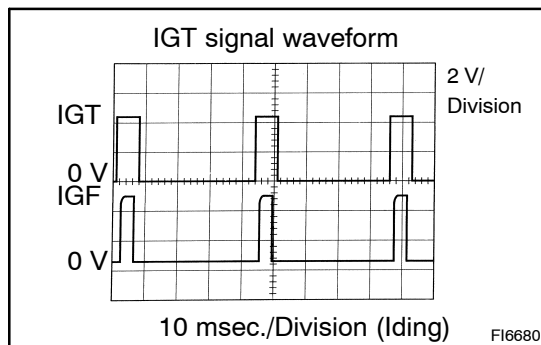 IGT signal waveform
2 V/
Division
IGT
0 V
IGF
0 V
10 msec./Division (Iding)
FI6680